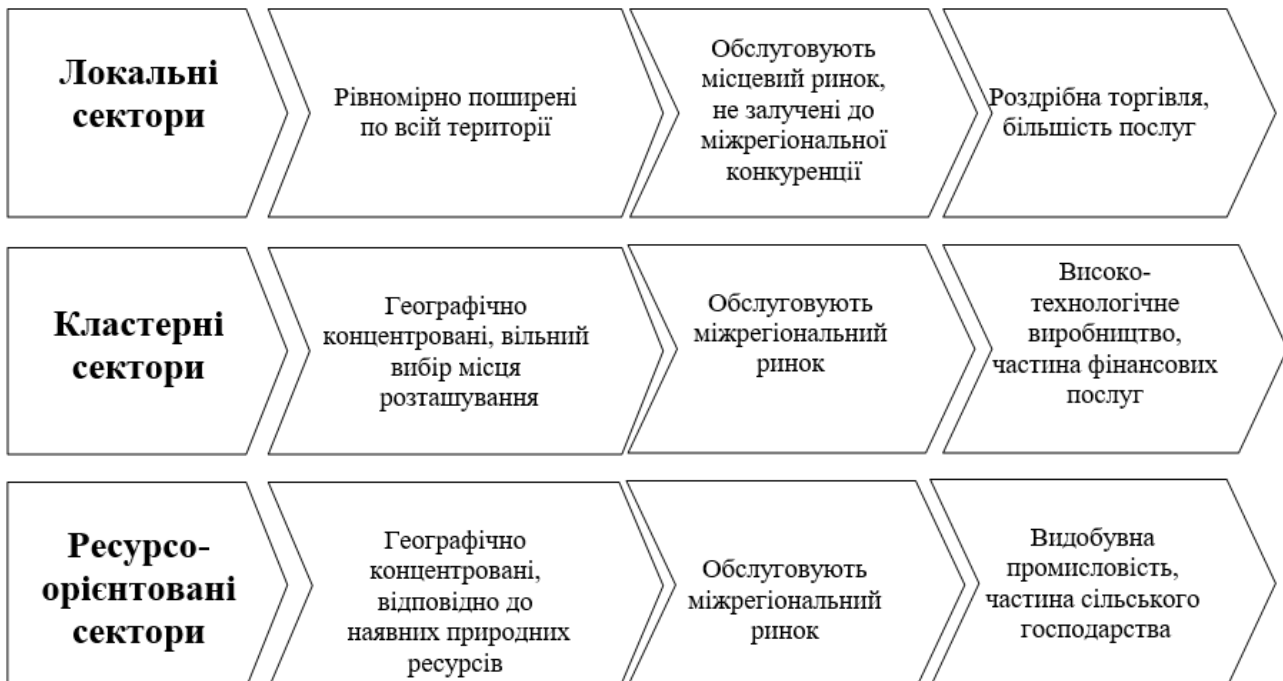 Локальні
сектори
Рівномірно поширені
по всій території
Обслуговують
місцевий ринок,
не залучені до
міжрегіональної
конкуренції
Роздрібна торгівля,
більшість послуг
Кластерні
сектори
Географічно
концентровані, вільний
вибір місця
розташування
Обслуговують
міжрегіональний
ринок
Високо-
технологічне
виробництво,
частина фінансових
послуг
Ресурсо-
орієнтовані
сектори
Географічно
концентровані,
відповідно до
наявних природних
ресурсів
Обслуговують
міжрегіональний
ринок
Видобувна
промисловість,
частина сільського
господарства